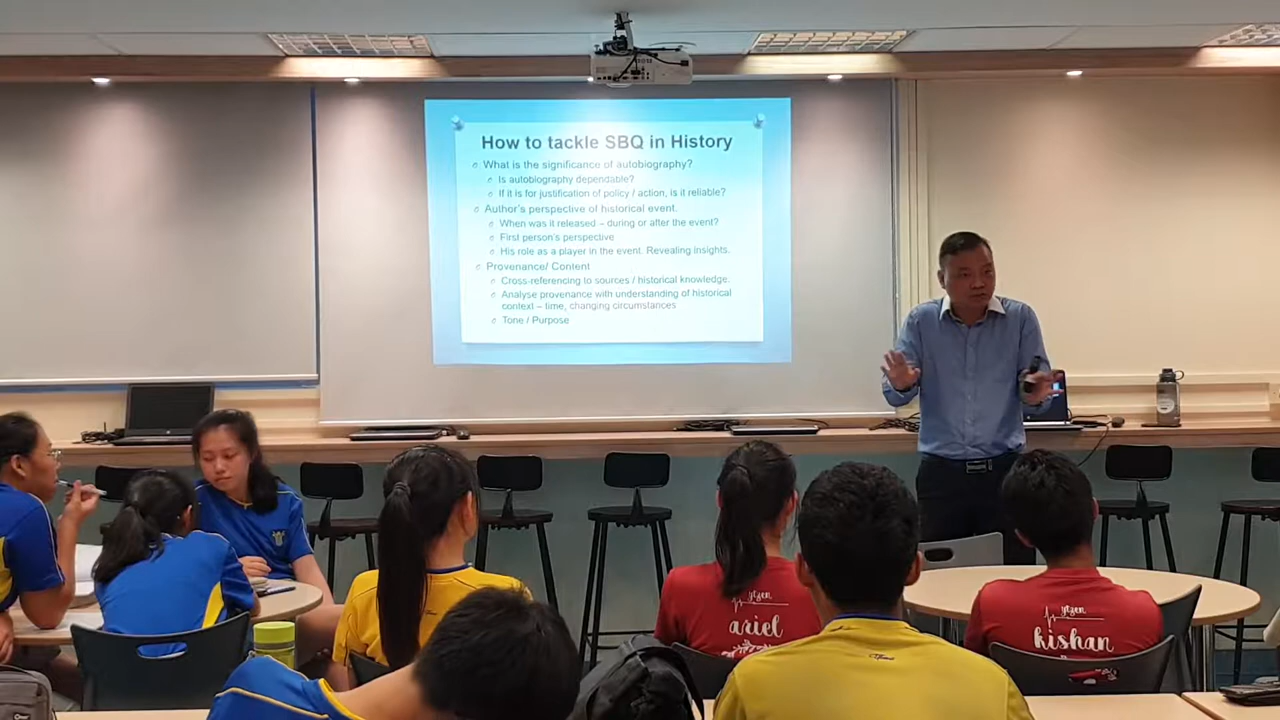 How to tackle SBQ in History
What is the significance of autobiography?
Is autobiography dependable?
If it is for justification of policy / action, is it reliable?
Author's perspective of historical event.
When was it released – during or after the event?
First person's perspective
His role as a player in the event. Revealing insights.
Provenance/ Content
Cross-referencing to sources / historical knowledge.
Analyse provenance with understanding of historical
context – time, changing circumstances
Tone / Purpose
ytzen
ariel
ytzen
kishan